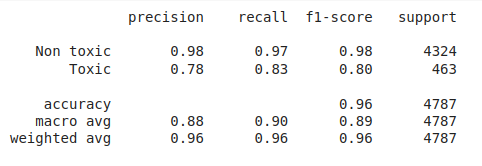 precision recall f1-score support
Non toxic 0.98 0.97 0.98 4324
Toxic 0.78 0.83 0.80 463
accuracy 0.96 4787
macro avg 0.88 0.90 0.89 4787
weighted avg 0.96 0.96 0.96 4787